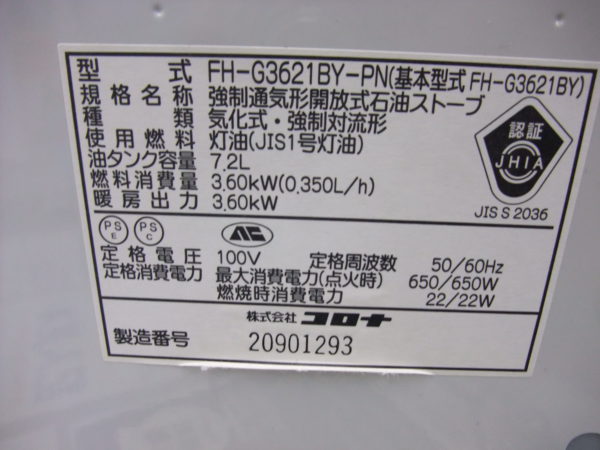 型 式 FH-G3621BY-PN(基本型式 FH-G3621BY)
規格名称 強制通気形開放式石油ストーブ
種 類 気化式・強制対流形
使用燃料 灯油(JIS1号灯油)
油タンク容量 7.2L
燃料消費量 3.60kW(0.350L/h)
暖房出力 3.60kW
認証
JHIA
JIS S 2036
PS E PS C
定格電圧 100V 定格周波数 50/60Hz
定格消費電力 最大消費電力(点火時) 650/650W
燃焼時消費電力 22/22W
株式会社 コロナ
製造番号 20901293